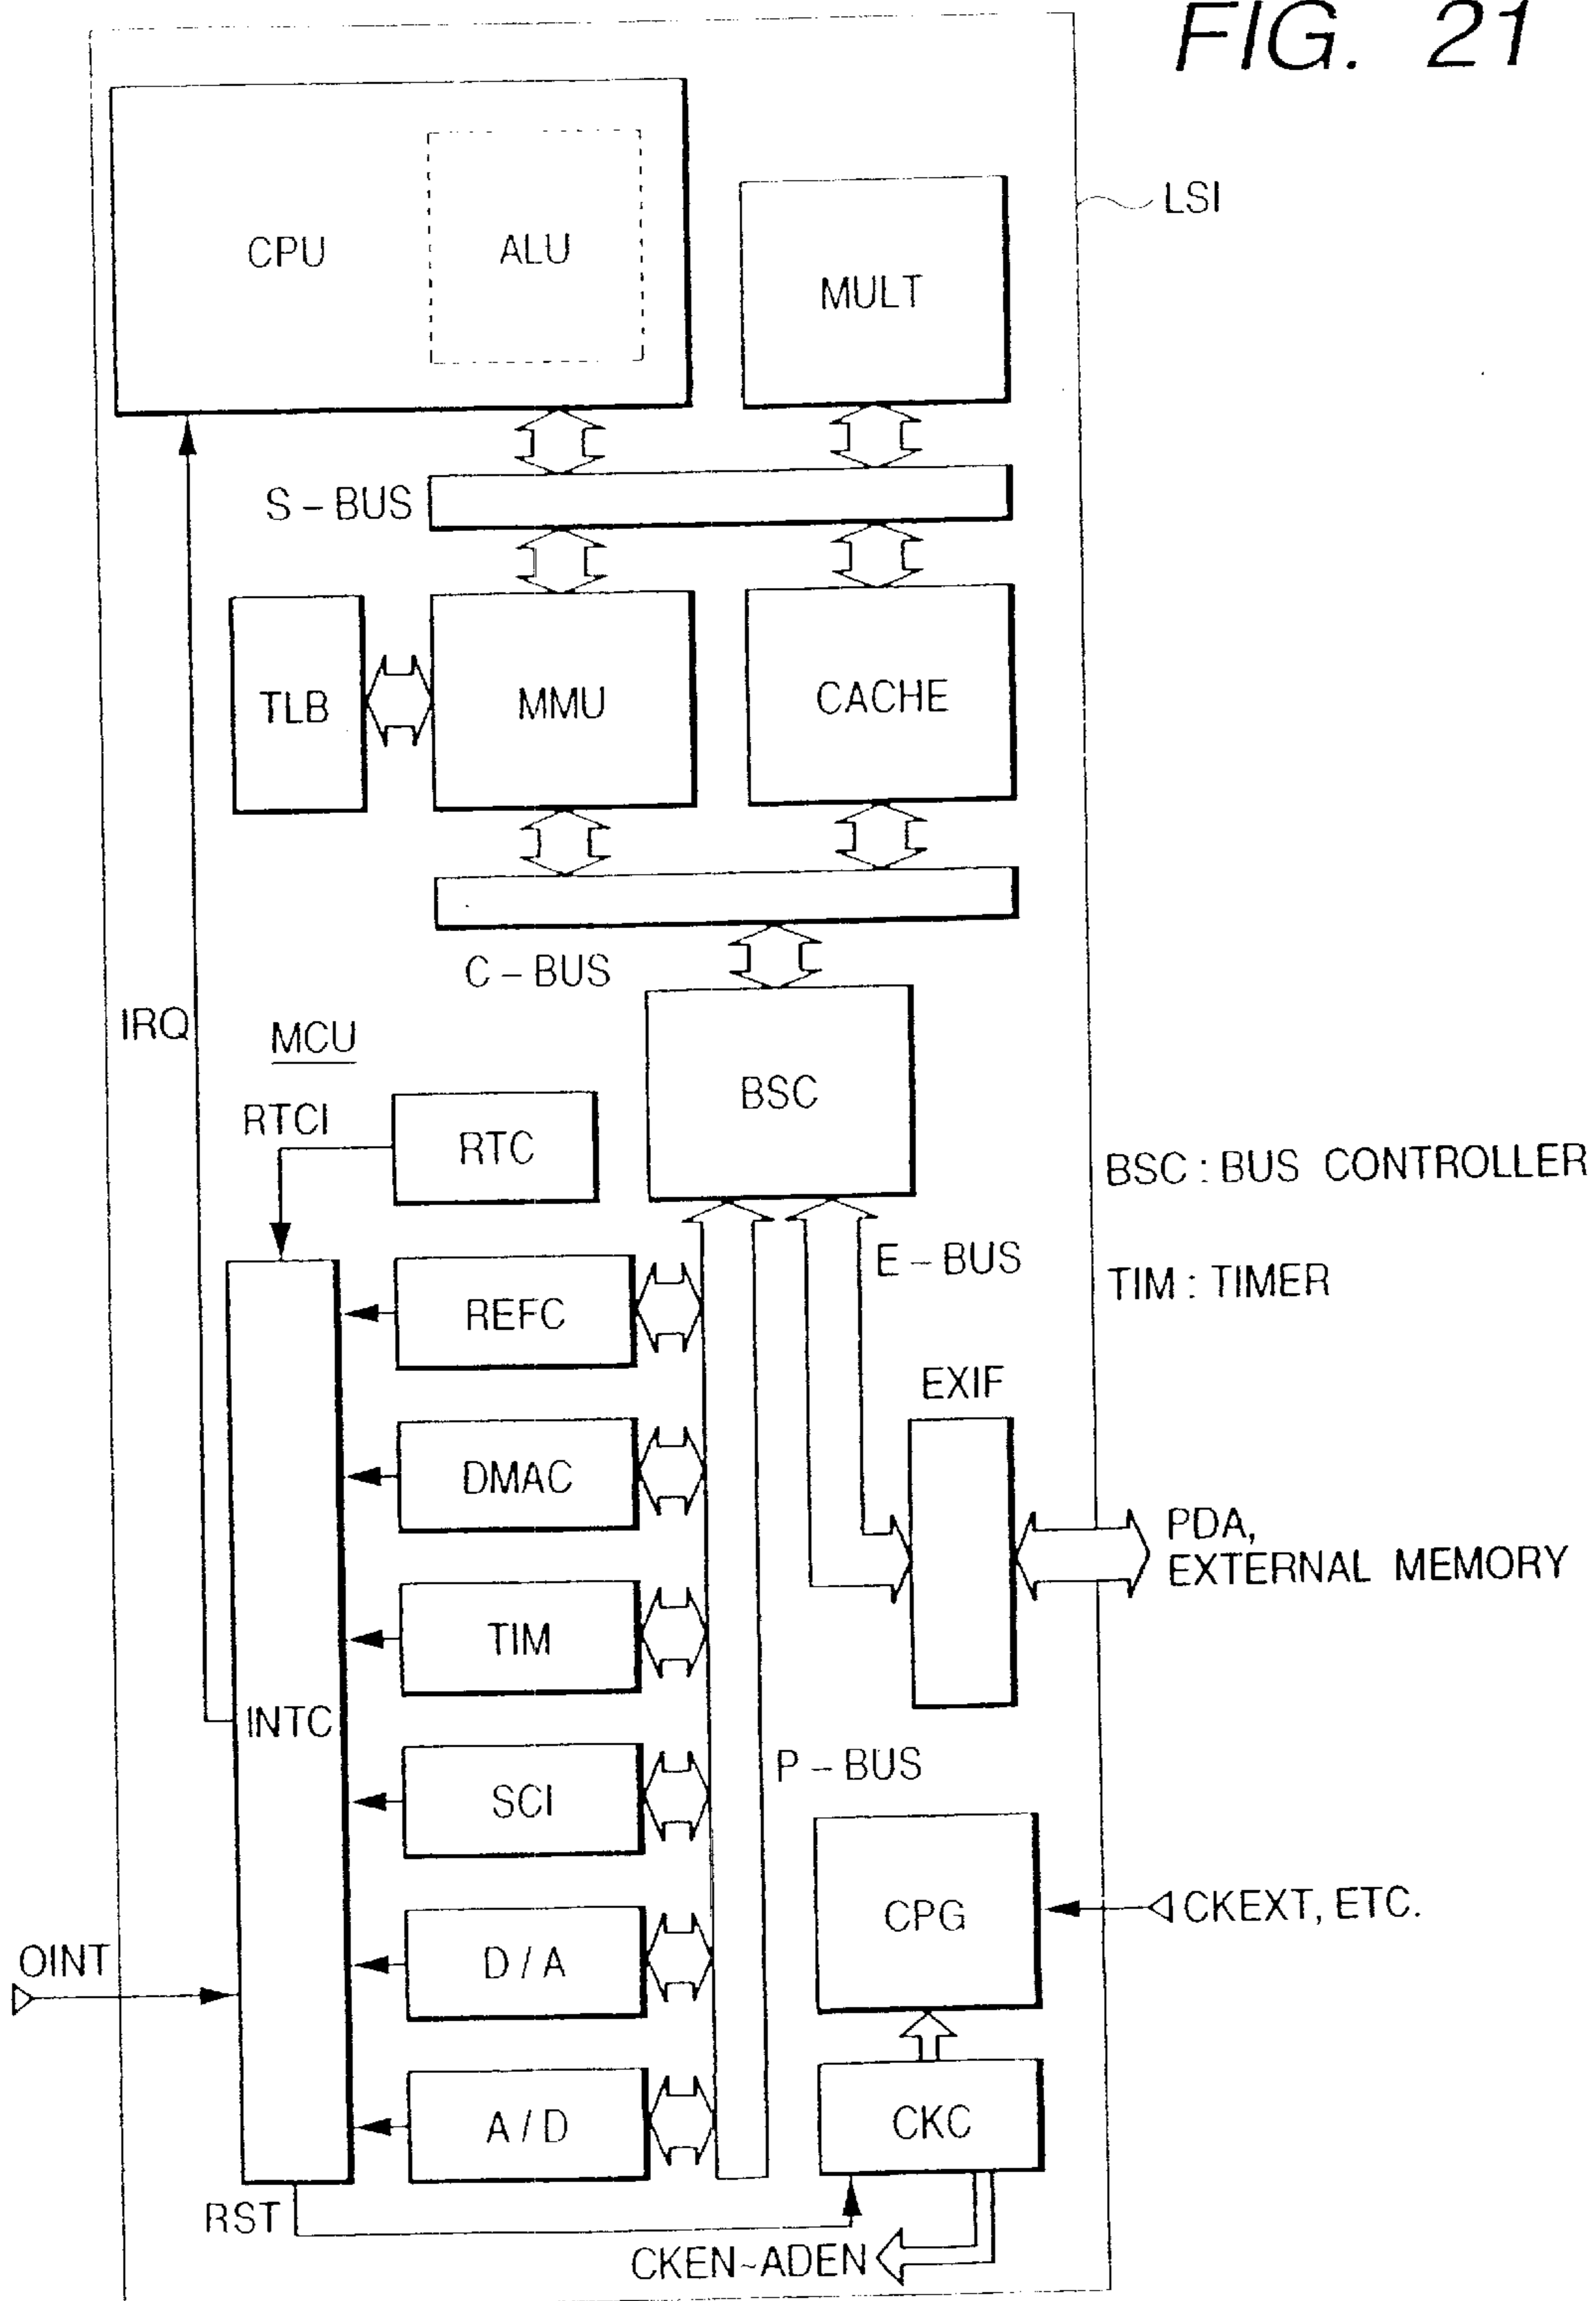 FIG. 21
LSI
CPU
ALU
MULT
S-BUS
TLB
MMU
CACHE
C-BUS
IRQ
MCU
BSC
RTCI
RTC
BSC : BUS CONTROLLER
E-BUS
TIM : TIMER
REFC
EXIF
DMAC
PDA,
EXTERNAL MEMORY
TIM
INTC
P-BUS
SCI
CPG
CKEXT, ETC.
OINT
D/A
A/D
CKC
RST
CKEN~ADEN